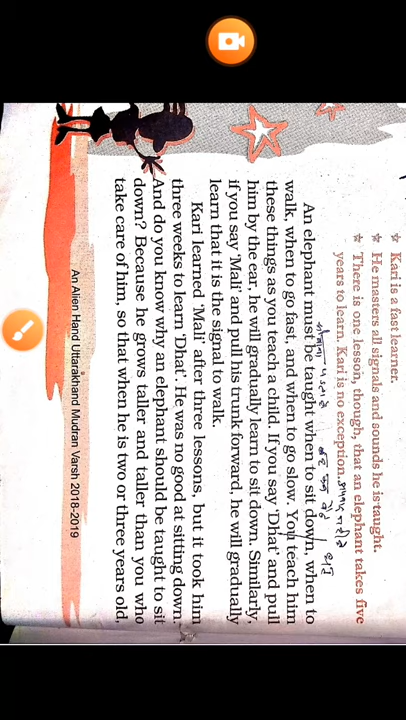 ☆ Kari is a fast learner.
☆ He masters all signals and sounds he is taught.
☆ There is one lesson, though, that an elephant takes five
years to learn. Kari is no exception.
An elephant must be taught when to sit down, when to
walk, when to go fast, and when to go slow. You teach him
these things as you teach a child. If you say 'Dhat' and pull
him by the ear, he will gradually learn to sit down. Similarly,
if you say 'Mali' and pull his trunk forward, he will gradually
learn that it is the signal to walk.
Kari learned 'Mali' after three lessons, but it took him
three weeks to learn 'Dhat'. He was no good at sitting down.
And do you know why an elephant should be taught to sit
down? Because he grows taller and taller than you who
take care of him, so that when he is two or three years old,
An Alien Hand Uttarakhand Mudran Varsh 2018-2019